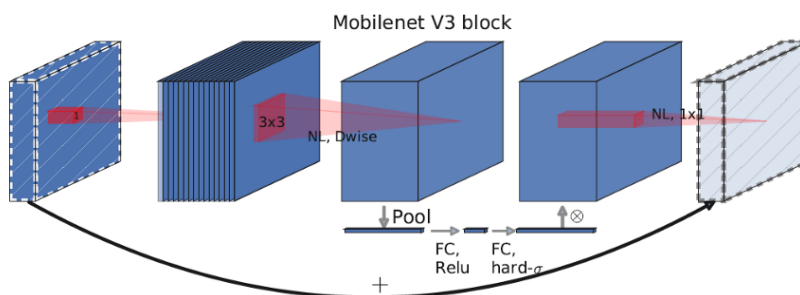 Mobilenet V3 block
1
3x3
NL, Dwise
NL, 1x1
Pool
⊗
FC,
Relu
FC,
hard-σ
+